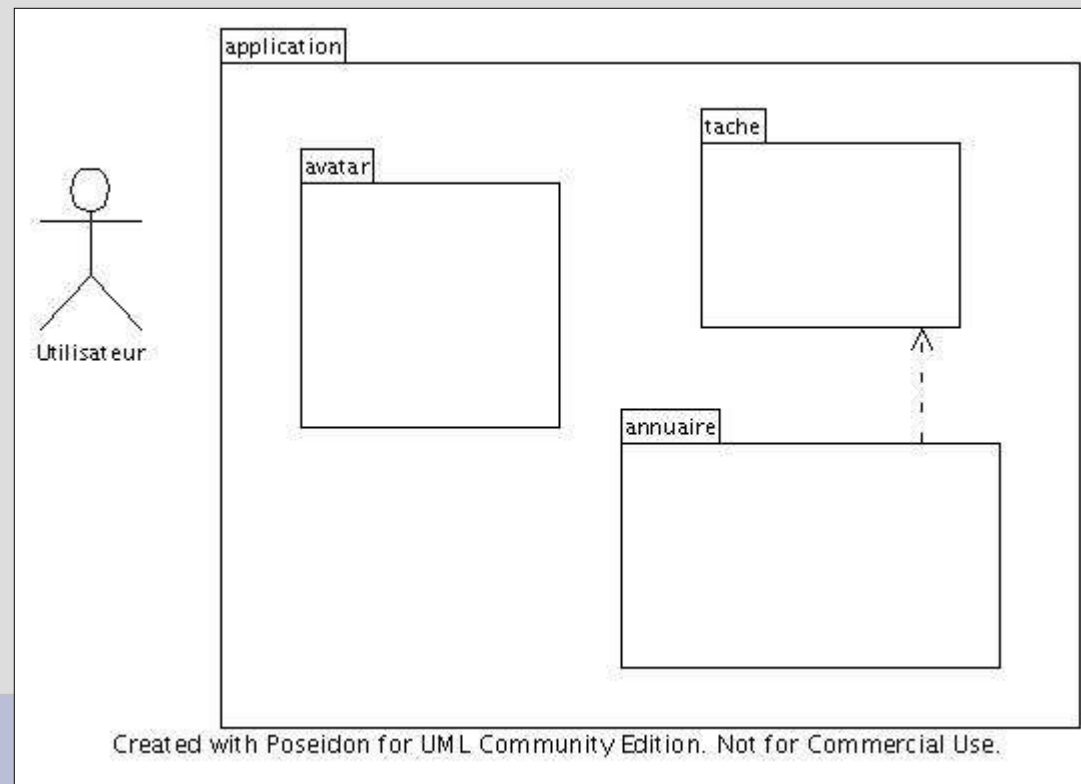 application
tache
avatar
Utilisateur
annuaire
Created with Poseidon for UML Community Edition. Not for Commercial Use.